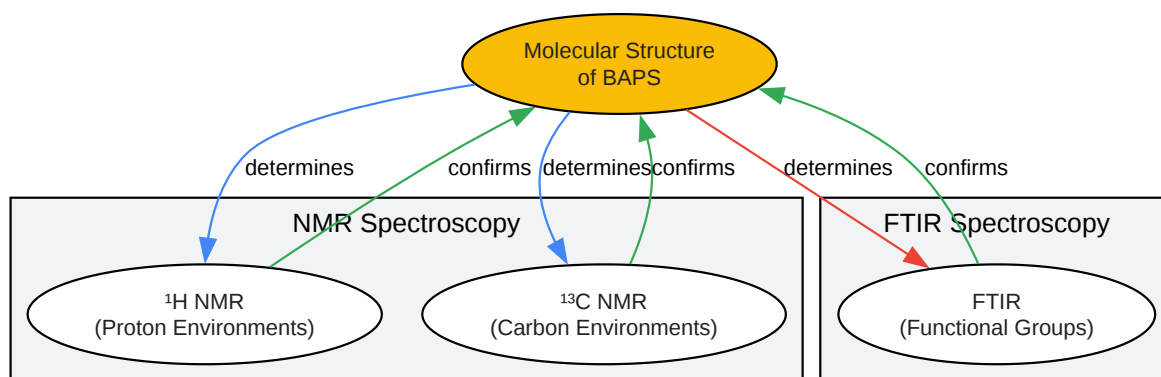 Molecular Structure
of BAPS
determines
confirms
determines
confirms
determines
confirms
NMR Spectroscopy
FTIR Spectroscopy
¹H NMR
(Proton Environments)
¹³C NMR
(Carbon Environments)
FTIR
(Functional Groups)